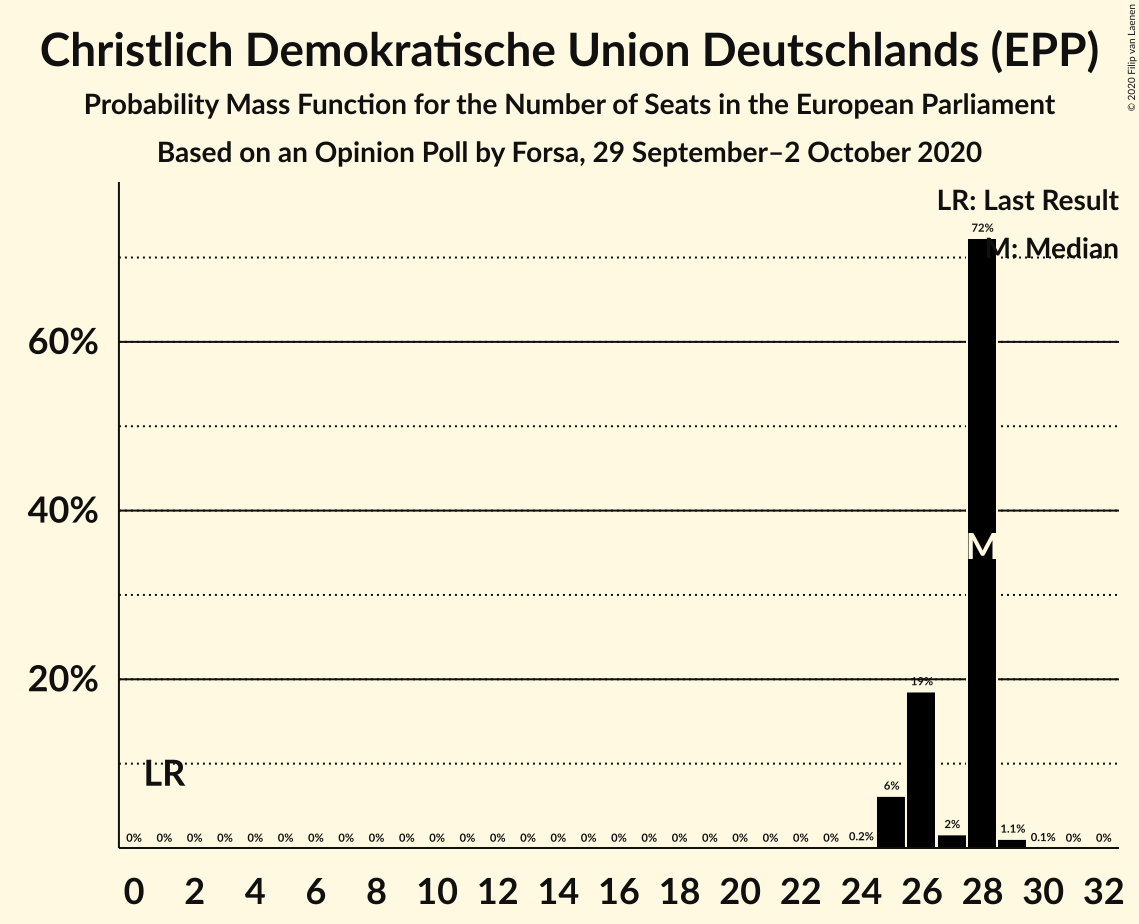 Christlich Demokratische Union Deutschlands (EPP)
Probability Mass Function for the Number of Seats in the European Parliament
Based on an Opinion Poll by Forsa, 29 September–2 October 2020
© 2020 Filip van Laenen
LR: Last Result
M: Median
72%
60%
40%
M
20%
19%
LR
6%
2%
1.1%
0% 0% 0% 0% 0% 0% 0% 0% 0% 0% 0% 0% 0% 0% 0% 0% 0% 0% 0% 0% 0% 0% 0% 0% 0.2% 0.1% 0% 0%
0 2 4 6 8 10 12 14 16 18 20 22 24 26 28 30 32